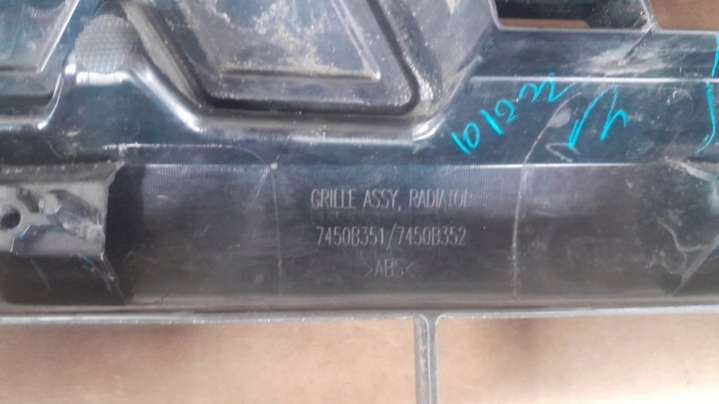 GRILLE ASSY, RADIATOR
7450B351/7450B352
>ABS<